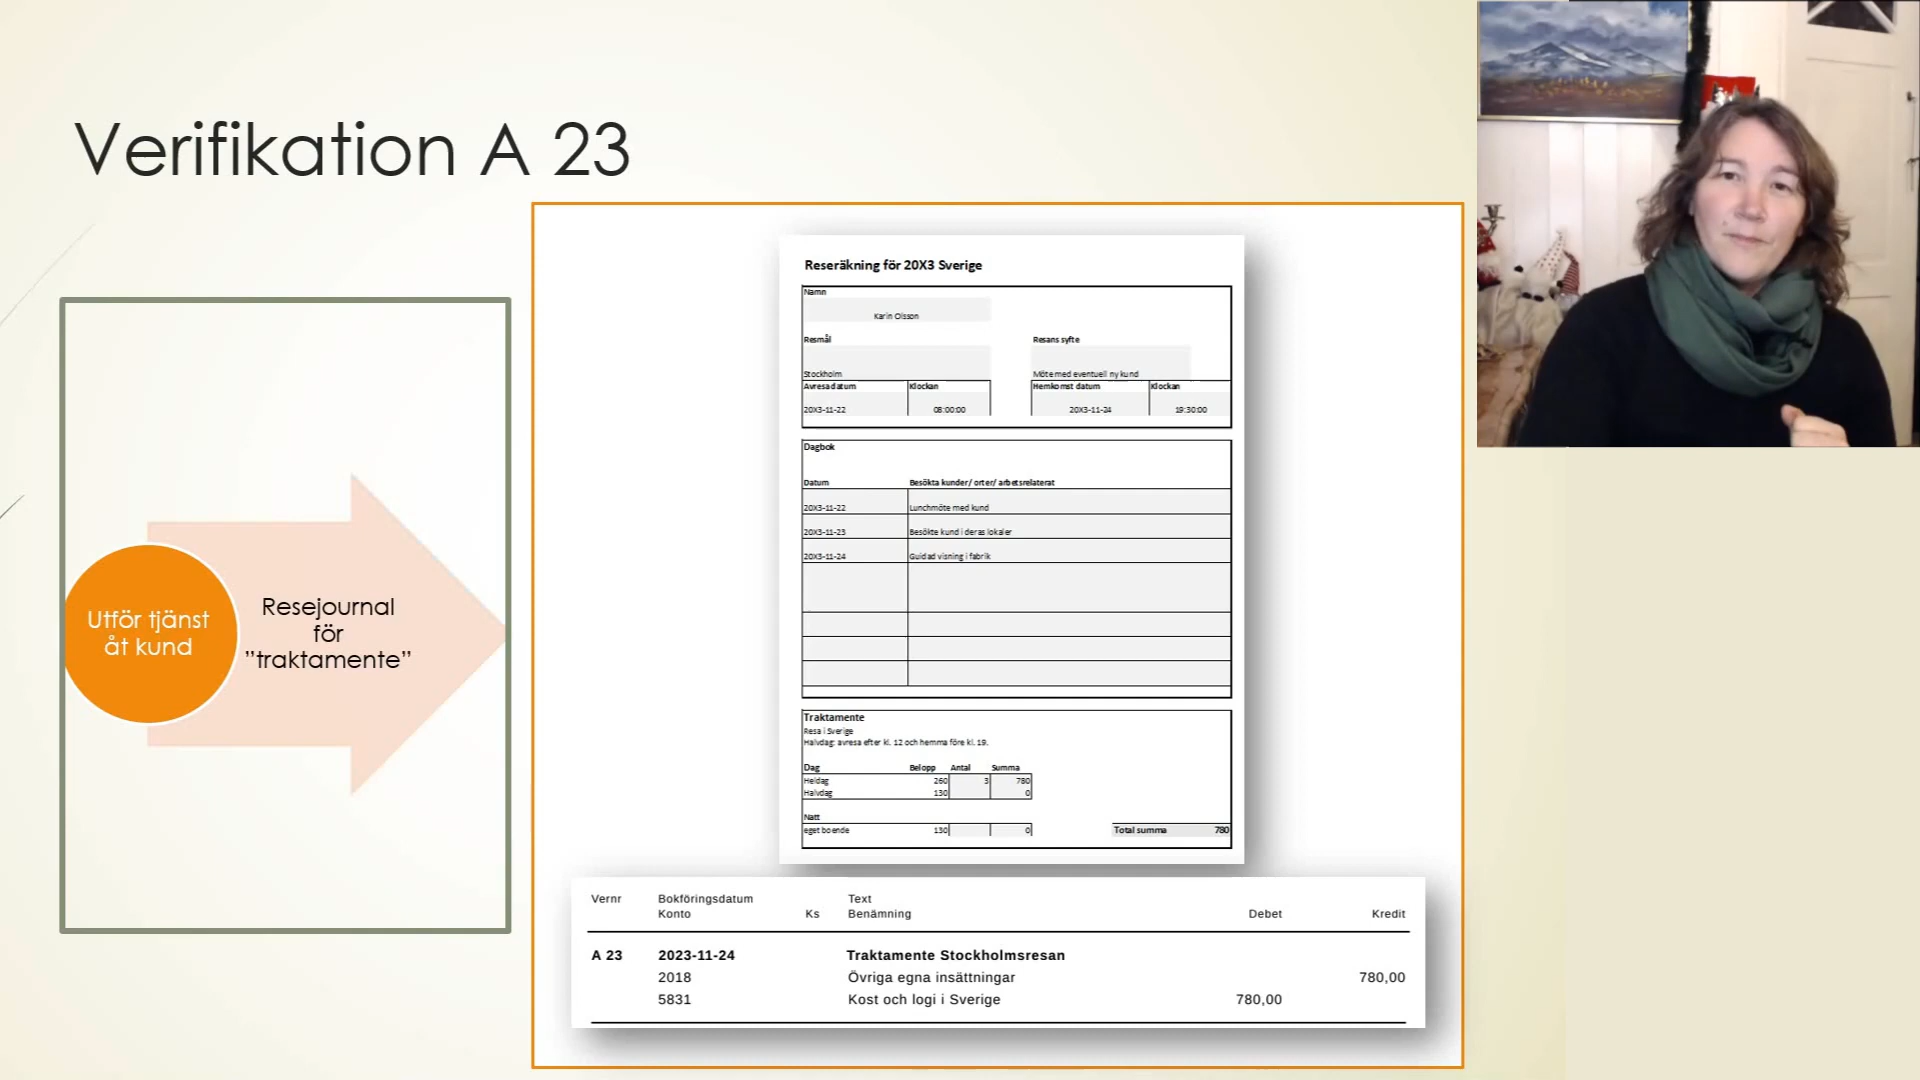 Verifikation A 23
Utför tjänst
åt kund
Resejournal
för
”traktamente”
Reseräkning för 20X3 Sverige
Namn
Karin Olsson
Resmål
Resans syfte
Stockholm
Möte med eventuell ny kund
Avresa datum
Klockan
Hemkomst datum
Klockan
20X3-11-22
08:00:00
20X3-11-24
19:30:00
Dagbok
Datum
Besökta kunder/ orter/ arbetsrelaterat
20X3-11-22
Lunchmöte med kund
20X3-11-23
Besökte kund i deras lokaler
20X3-11-24
Guidad visning i fabrik
Traktamente
Resa i Sverige
Halvdag: avresa efter kl. 12 och hemma före kl. 19.
Dag Belopp Antal Summa
Heldag 260 3 780
Halvdag 130 0
Natt
eget boende 130 0 Total summa 780
Vernr Bokföringsdatum Text
Konto Ks Benämning Debet Kredit
A 23 2023-11-24 Traktamente Stockholmsresan
2018 Övriga egna insättningar 780,00
5831 Kost och logi i Sverige 780,00